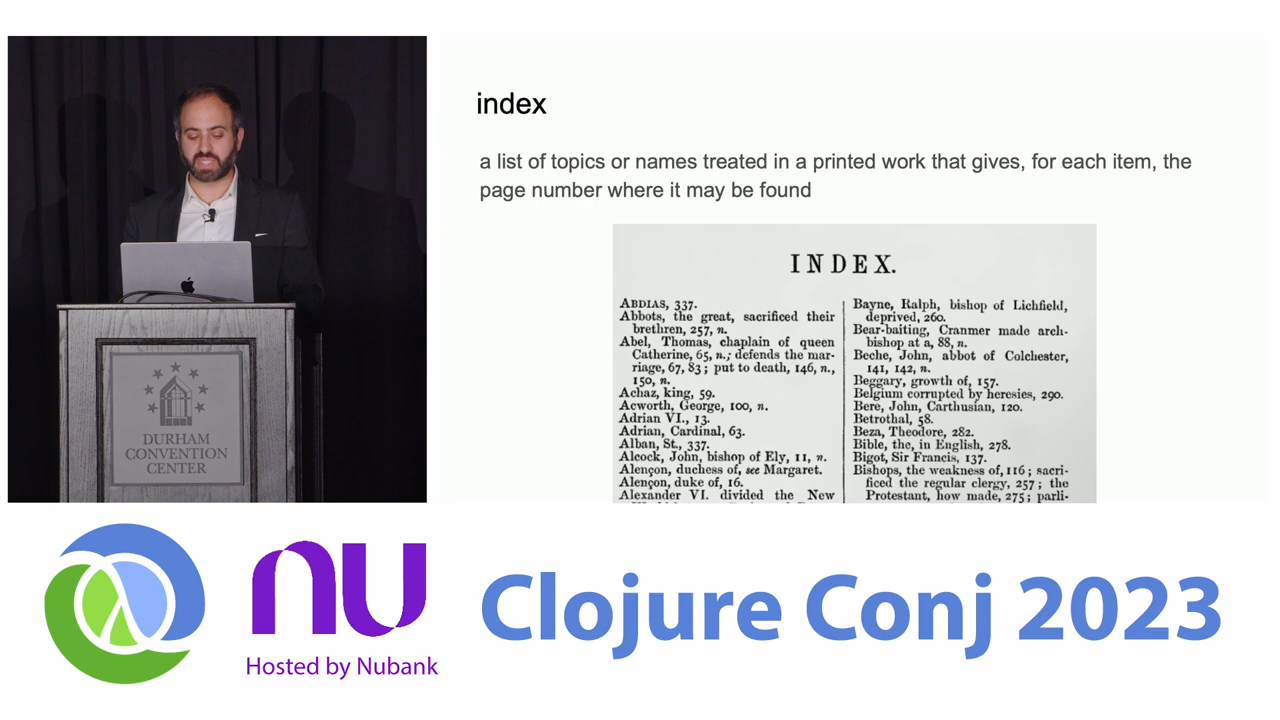 index
a list of topics or names treated in a printed work that gives, for each item, the
page number where it may be found
INDEX.
ABDIAS, 337.
Abbots, the great, sacrificed their
brethren, 257, n.
Abel, Thomas, chaplain of queen
Catherine, 65, n.; defends the mar-
riage, 67, 83; put to death, 146, n.,
150, n.
Achaz, king, 59.
Acworth, George, 100, n.
Adrian VI., 13.
Adrian, Cardinal, 63.
Alban, St., 337.
Alcock, John, bishop of Ely, 11, n.
Alençon, duchess of, see Margaret.
Alençon, duke of, 16.
Alexander VI. divided the New
Bayne, Ralph, bishop of Lichfield,
deprived, 260.
Bear-baiting, Cranmer made arch-
bishop at a, 88, n.
Beche, John, abbot of Colchester,
141, 142, n.
Beggary, growth of, 157.
Belgium corrupted by heresies, 290.
Bere, John, Carthusian, 120.
Betrothal, 58.
Beza, Theodore, 282.
Bible, the, in English, 278.
Bigot, Sir Francis, 137.
Bishops, the weakness of, 116; sacri-
ficed the regular clergy, 257; the
Protestant, how made, 275; parli-
DURHAM
CONVENTION
CENTER
nu
Hosted by Nubank
Clojure Conj 2023